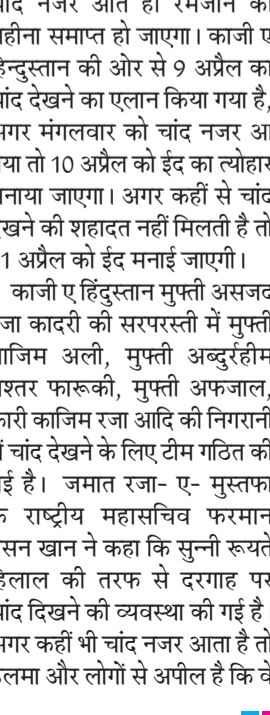 नजर आते ही रमजान का
महीना समाप्त हो जाएगा। काजी ए
हिन्दुस्तान की ओर से 9 अप्रैल का
चांद देखने का एलान किया गया है,
अगर मंगलवार को चांद नजर आ
गया तो 10 अप्रैल को ईद का त्योहार
मनाया जाएगा। अगर कहीं से चांद
देखने की शहादत नहीं मिलती है तो
1 अप्रैल को ईद मनाई जाएगी।
काजी ए हिंदुस्तान मुफ्ती असजद
रजा कादरी की सरपरस्ती में मुफ्ती
आजिम अली, मुफ्ती अब्दुर्रहीम
नश्तर फारूकी, मुफ्ती अफजाल,
कारी काजिम रजा आदि की निगरानी
में चांद देखने के लिए टीम गठित की
गई है। जमात रजा- ए- मुस्तफा
के राष्ट्रीय महासचिव फरमान
हसन खान ने कहा कि सुन्नी रूयते
हिलाल की तरफ से दरगाह पर
चांद दिखने की व्यवस्था की गई है।
अगर कहीं भी चांद नजर आता है तो
उलमा और लोगों से अपील है कि वे